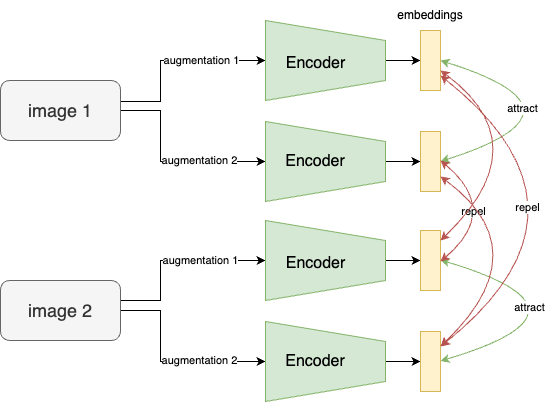 embeddings
augmentation 1
Encoder
image 1
attract
augmentation 2
Encoder
repel
repel
augmentation 1
Encoder
image 2
attract
augmentation 2
Encoder